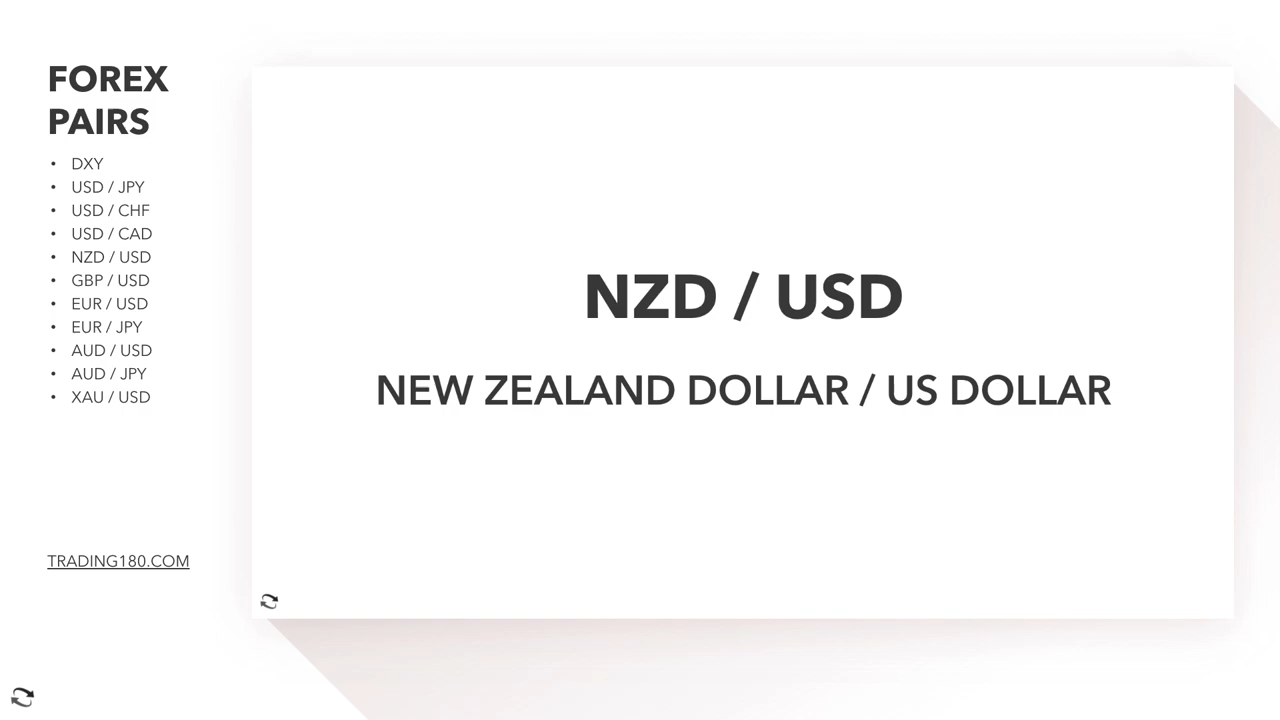 FOREX
PAIRS
• DXY
• USD / JPY
• USD / CHF
• USD / CAD
• NZD / USD
• GBP / USD
• EUR / USD
• EUR / JPY
• AUD / USD
• AUD / JPY
• XAU / USD
TRADING180.COM
NZD / USD
NEW ZEALAND DOLLAR / US DOLLAR